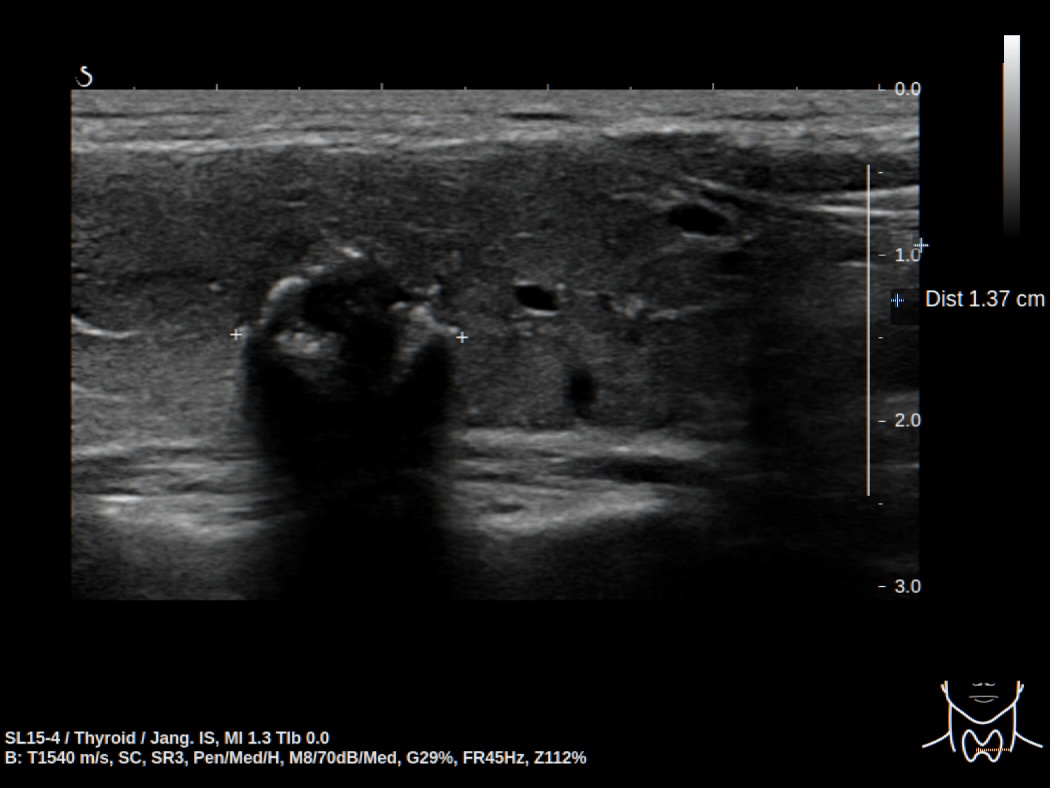 0.0
1.0
Dist 1.37 cm
2.0
3.0
SL15-4 / Thyroid / Jang. IS, MI 1.3 TIb 0.0
B: T1540 m/s, SC, SR3, Pen/Med/H, M8/70dB/Med, G29%, FR45Hz, Z112%